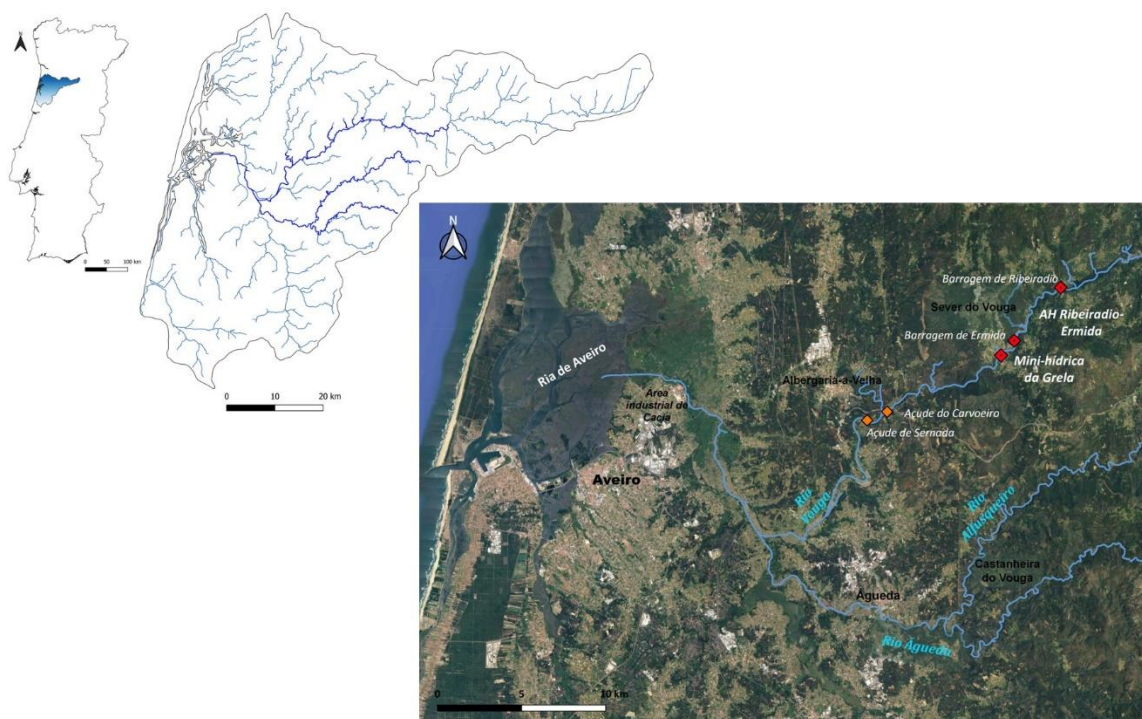 N
0 50 100 km
0 10 20 km
N
Barragem de Ribeiradio
Sever do Vouga
AH Ribeiradio-
Ermida
Barragem de Ermida
Mini-hídrica
da Grela
Ria de Aveiro
Albergaria-a-Velha
Área
industrial de
Cacia
Açude do Carvoeiro
Açude de Sernada
Aveiro
Rio
Vouga
Rio
Alfusqueiro
Castanheira
do Vouga
Águeda
Rio Águeda
0 5 10 km